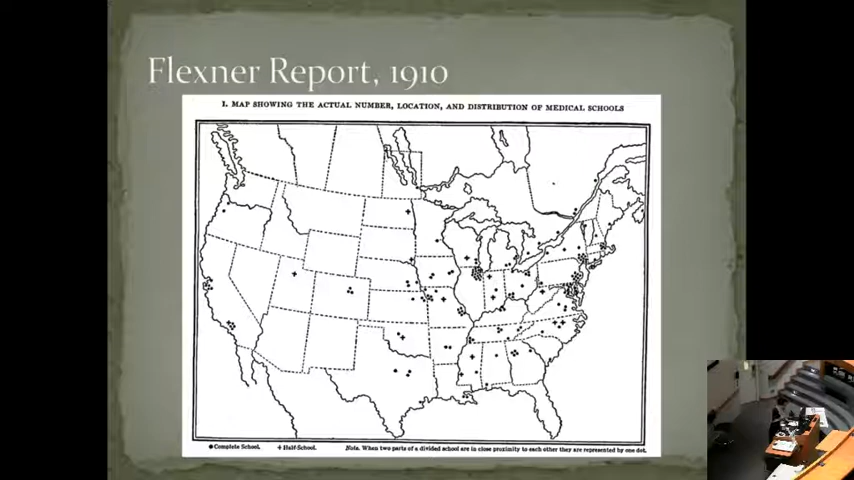 Flexner Report, 1910
I. MAP SHOWING THE ACTUAL NUMBER, LOCATION, AND DISTRIBUTION OF MEDICAL SCHOOLS
● Complete School. + Half-School. Note. When two parts of a divided school are in close proximity to each other they are represented by one dot.